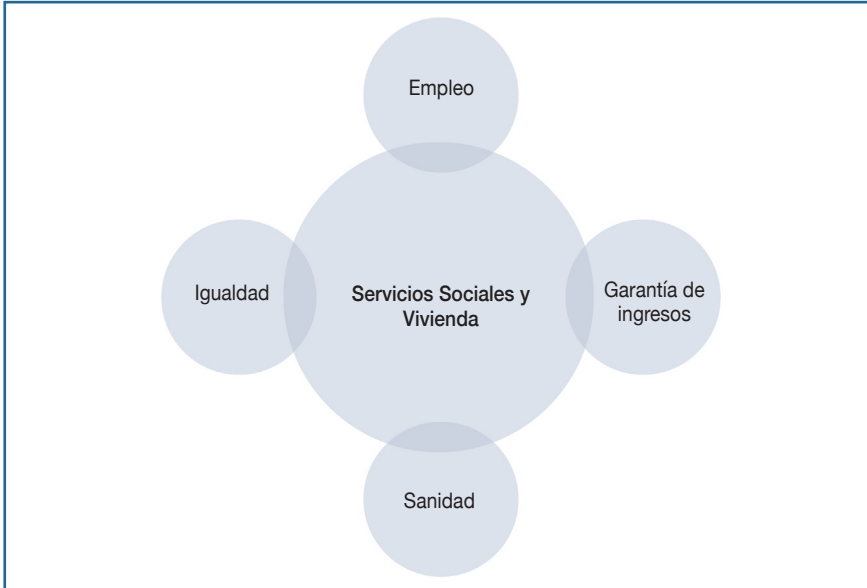 Empleo
Igualdad
Servicios Sociales y
Vivienda
Garantía de
ingresos
Sanidad